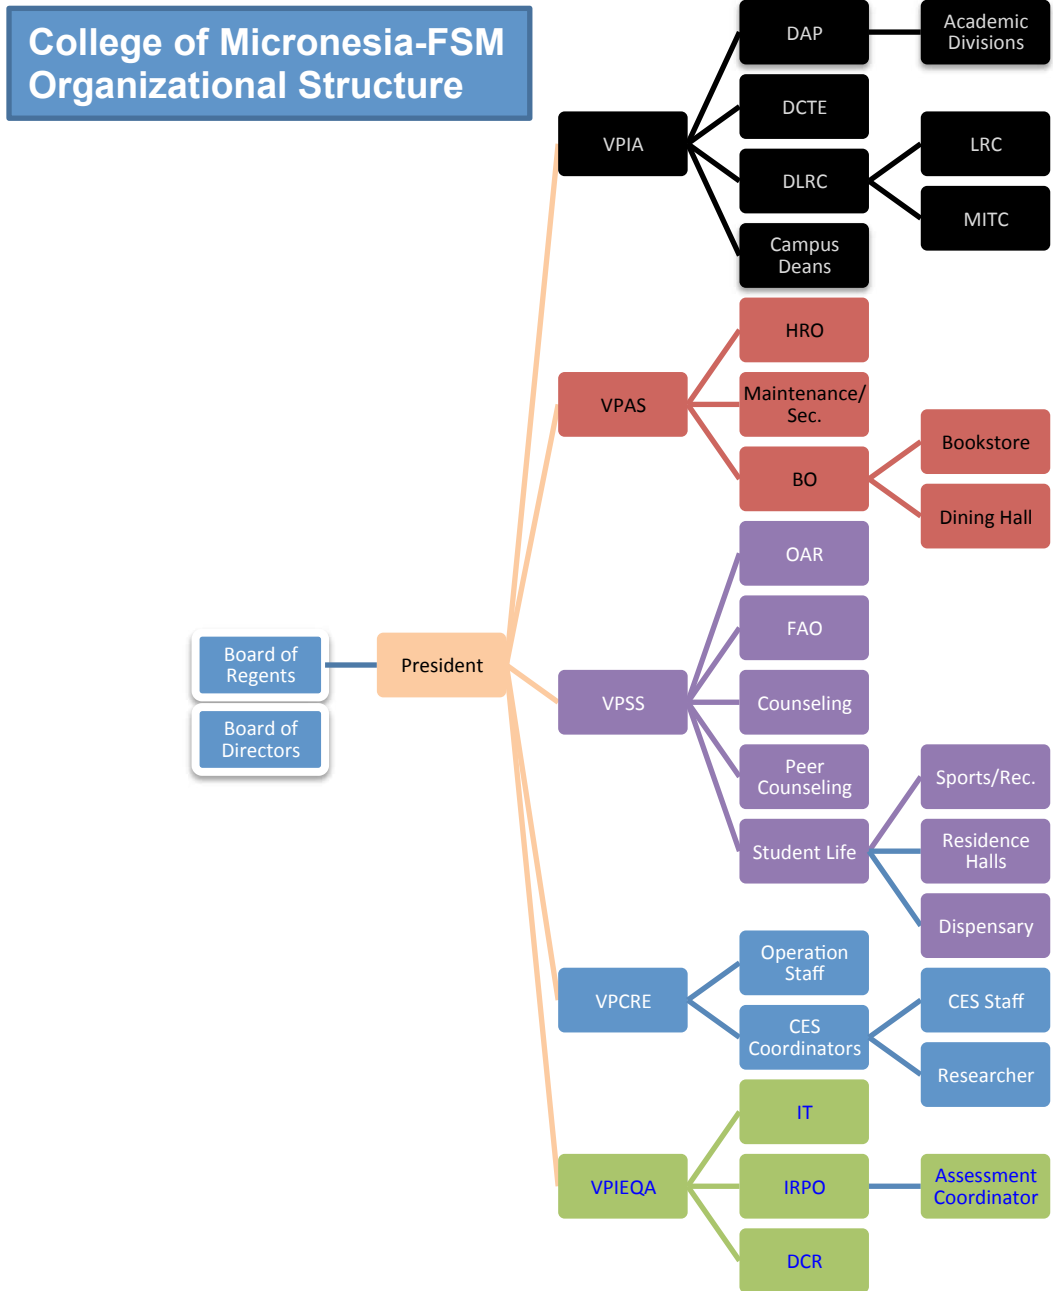 College of Micronesia-FSM
Organizational Structure
Board of
Regents
Board of
Directors
President
VPIA
DAP
Academic
Divisions
DCTE
DLRC
LRC
MITC
Campus
Deans
VPAS
HRO
Maintenance/
Sec.
BO
Bookstore
Dining Hall
VPSS
OAR
FAO
Counseling
Peer
Counseling
Student Life
Sports/Rec.
Residence
Halls
Dispensary
VPCRE
Operation
Staff
CES
Coordinators
CES Staff
Researcher
VPIEQA
IT
IRPO
Assessment
Coordinator
DCR